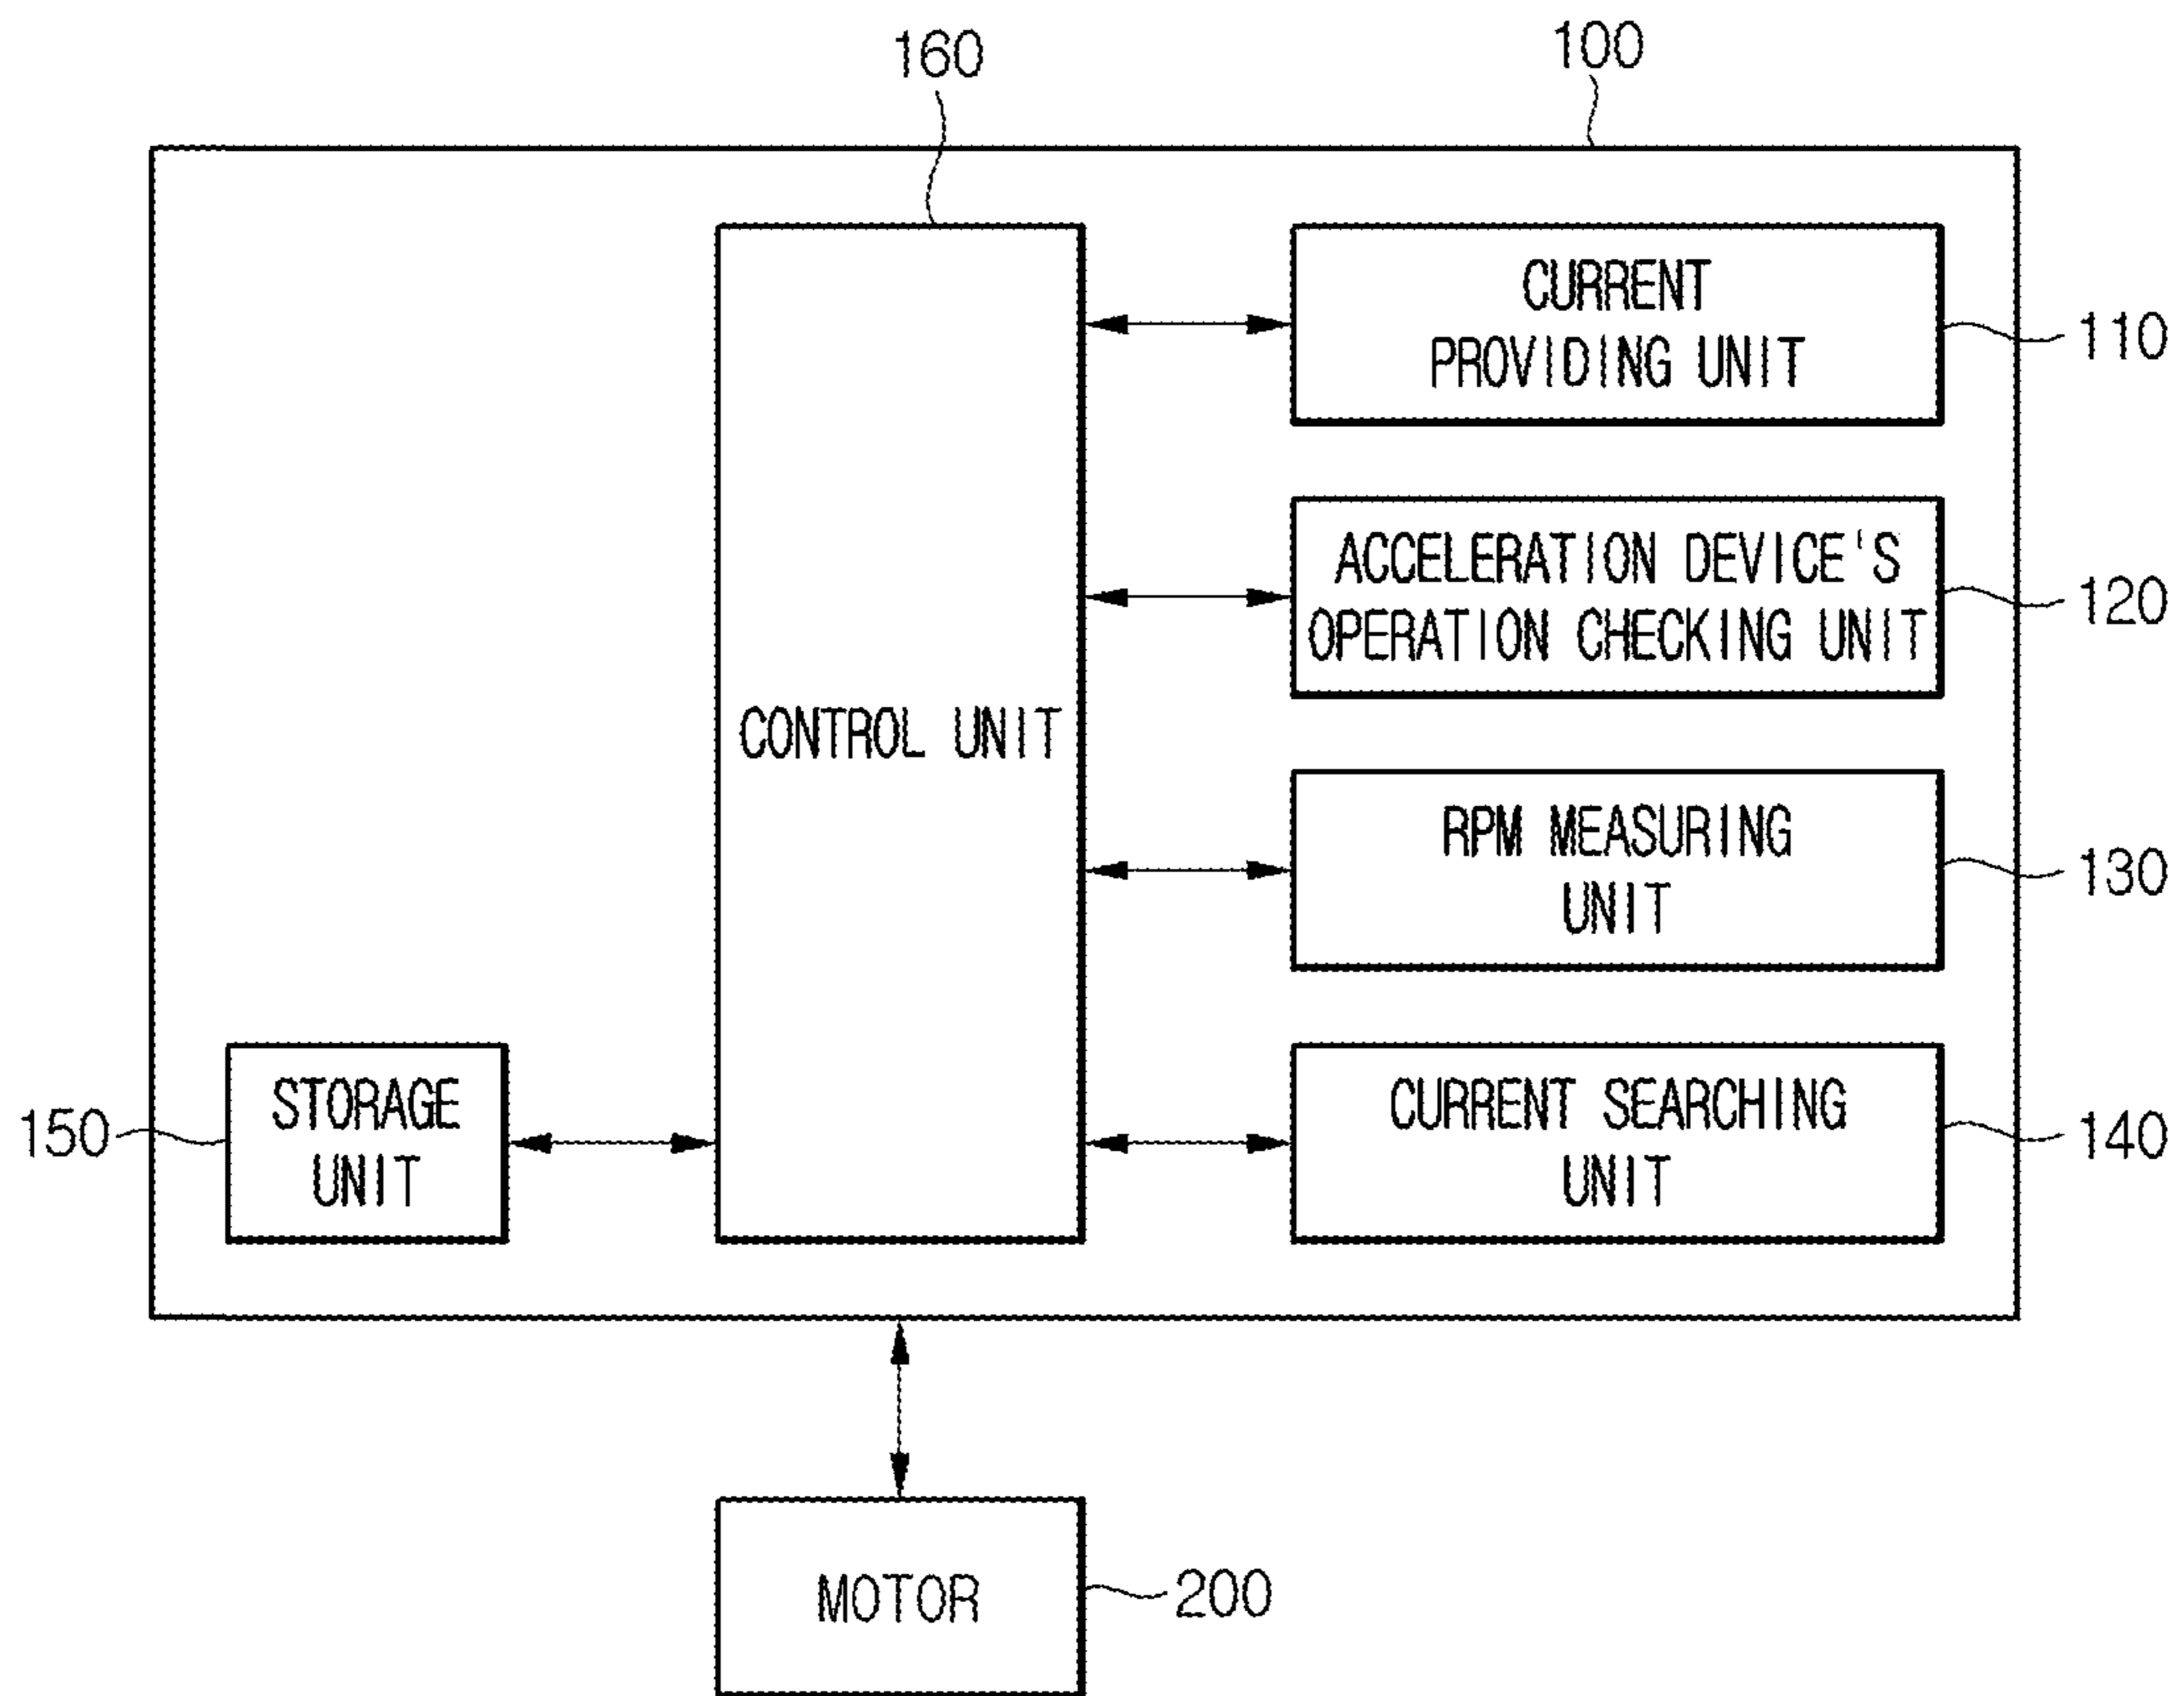 160
100
CURRENT
PROVIDING UNIT
110
ACCELERATION DEVICE'S
OPERATION CHECKING UNIT
120
CONTROL UNIT
RPM MEASURING
UNIT
130
STORAGE
UNIT
150
CURRENT SEARCHING
UNIT
140
MOTOR
200